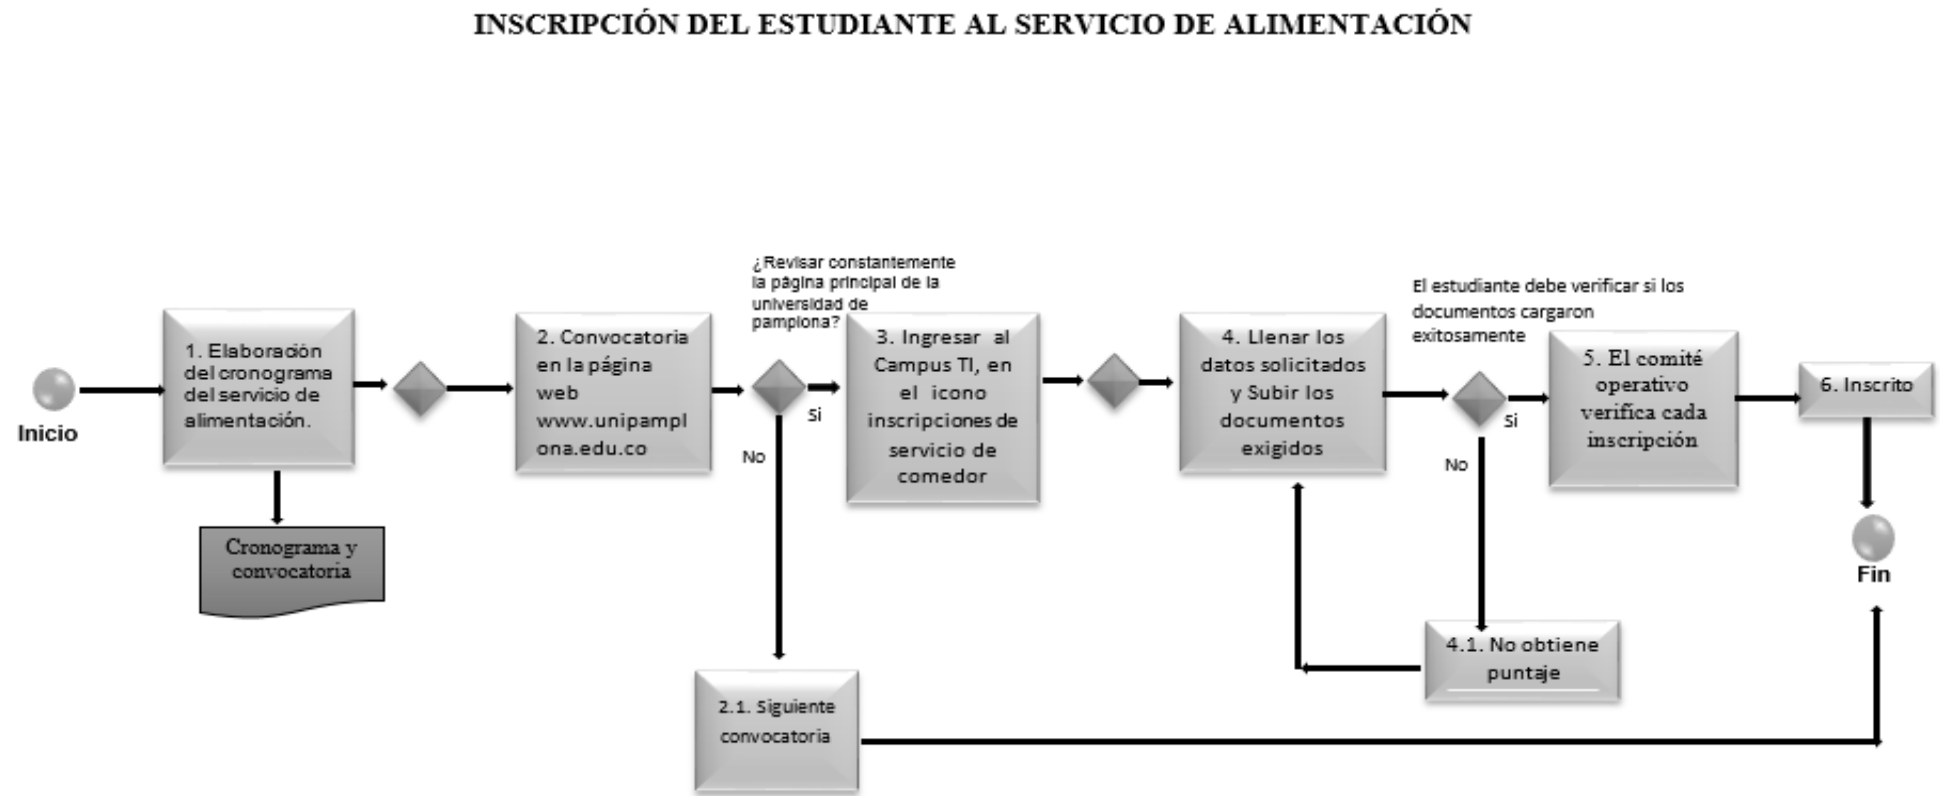 INSCRIPCIÓN DEL ESTUDIANTE AL SERVICIO DE ALIMENTACIÓN
Inicio
1. Elaboración
del cronograma
del servicio de
alimentación.
Cronograma y
convocatoria
2. Convocatoria
en la página
web
www.unipampl
ona.edu.co
¿Revisar constantemente
la página principal de la
universidad de
pamplona?
Si
No
2.1. Siguiente
convocatoria
3. Ingresar al
Campus TI, en
el icono
inscripciones de
servicio de
comedor
4. Llenar los
datos solicitados
y Subir los
documentos
exigidos
El estudiante debe verificar si los
documentos cargaron
exitosamente
Si
No
4.1. No obtiene
puntaje
5. El comité
operativo
verifica cada
inscripción
6. Inscrito
Fin